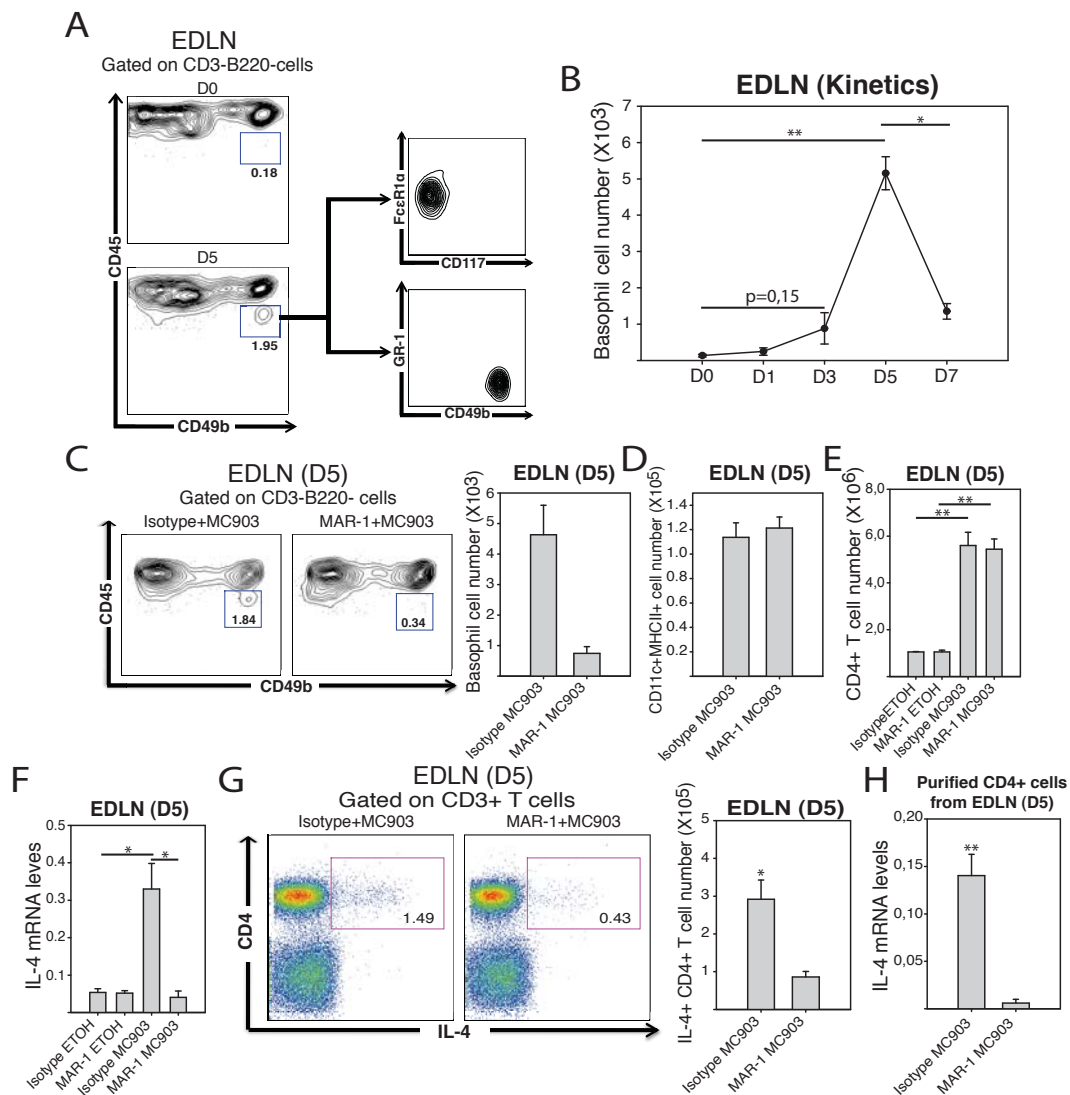 A
EDLN
Gated on CD3-B220-cells
D0
0.18
D5
1.95
CD45
CD49b
FcεR1α
CD117
GR-1
CD49b
B
EDLN (Kinetics)
Basophil cell number (X103)
7
6
5
4
3
2
1
**
*
p=0,15
D0 D1 D3 D5 D7
C
EDLN (D5)
Gated on CD3-B220- cells
Isotype+MC903 MAR-1+MC903
1.84
0.34
CD45
CD49b
EDLN (D5)
Basophil cell number (X103)
6
5
4
3
2
1
Isotype MC903
MAR-1 MC903
D
EDLN (D5)
CD11c+MHCII+ cell number (X105)
1.4
1.2
1.0
0.8
0.6
0.4
0.2
Isotype MC903
MAR-1 MC903
E
EDLN (D5)
CD4+ T cell number (X106)
8,0
6,0
4,0
2,0
**
**
IsotypeETOH
MAR-1 ETOH
Isotype MC903
MAR-1 MC903
F
EDLN (D5)
IL-4 mRNA leves
0.5
0.4
0.3
0.2
0.1
*
*
Isotype ETOH
MAR-1 ETOH
Isotype MC903
MAR-1 MC903
G
EDLN (D5)
Gated on CD3+ T cells
Isotype+MC903 MAR-1+MC903
1.49
0.43
CD4
IL-4
EDLN (D5)
IL-4+ CD4+ T cell number (X105)
5
4
3
2
1
*
Isotype MC903
MAR-1 MC903
H
Purified CD4+ cells
from EDLN (D5)
IL-4 mRNA levels
0,20
0,15
0,10
0,05
**
Isotype MC903
MAR-1 MC903